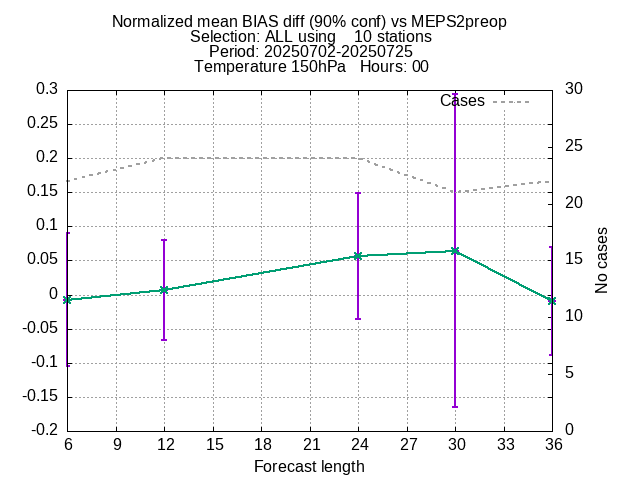 Normalized mean BIAS diff (90% conf) vs MEPS2preop
Selection: ALL using    10 stations
Period: 20250702-20250725
Temperature 150hPa   Hours: 00
0.3
0.25
0.2
0.15
0.1
0.05
0
-0.05
-0.1
-0.15
-0.2
Cases
30
25
20
15
10
5
0
No cases
6 9 12 15 18 21 24 27 30 33 36
Forecast length